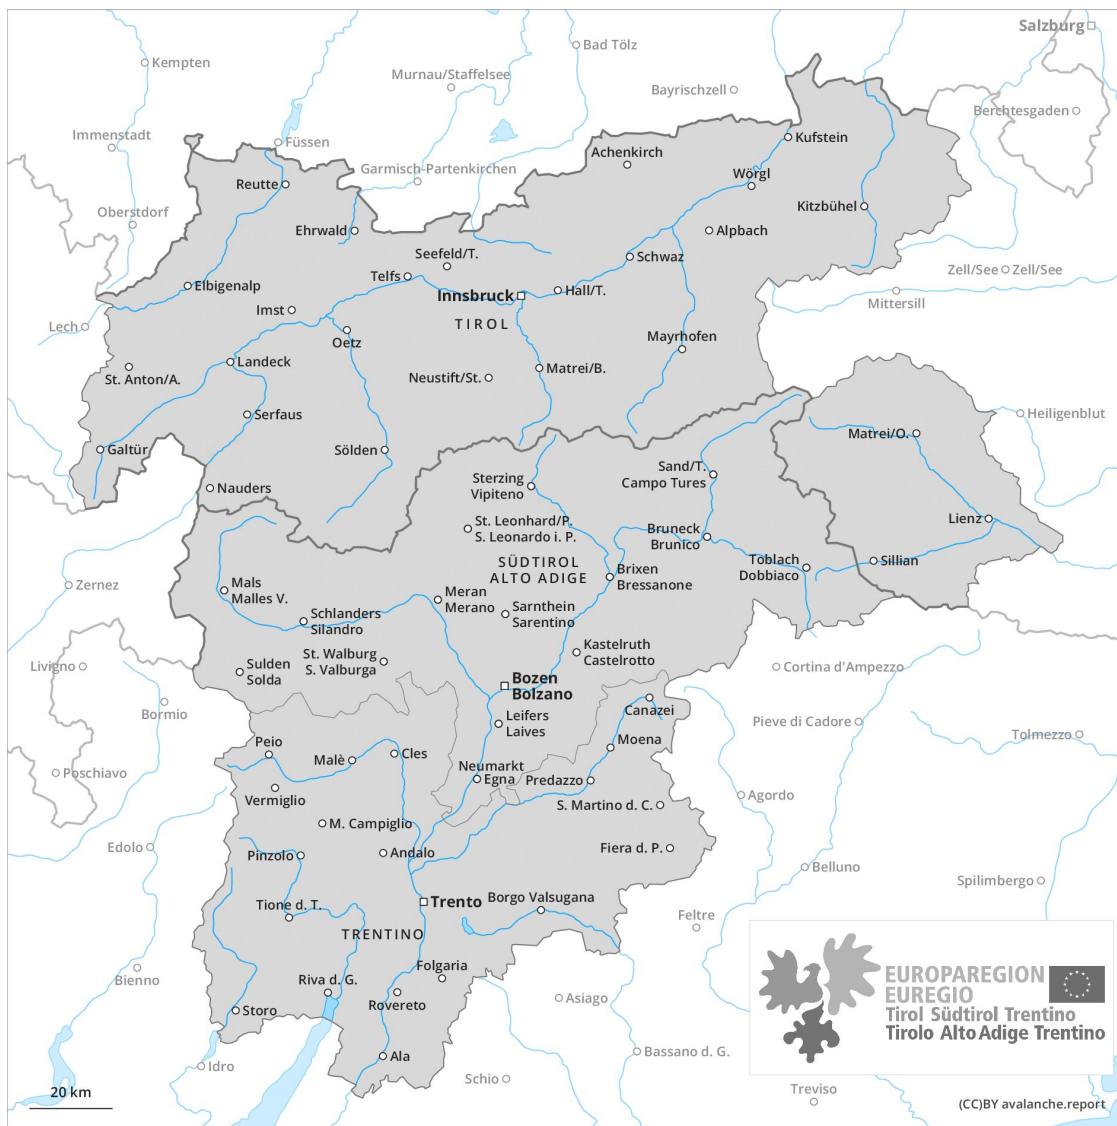 Salzburg
Kempten
Bad Tölz
Murnau/Staffelsee
Bayrischzell
Berchtesgaden
Immenstadt
Füssen
Kufstein
Achenkirch
Garmisch-Partenkirchen
Wörgl
Reutte
Kitzbühel
Oberstdorf
Ehrwald
Alpbach
Seefeld/T.
Schwaz
Telfs
Zell/See
Zell/See
Elbigenalp
Innsbruck
Hall/T.
Mittersill
Imst
TIROL
Lech
Oetz
Mayrhofen
Landeck
Matrei/B.
St. Anton/A.
Neustift/St.
Serfaus
Heiligenblut
Matrei/O.
Galtür
Sölden
Sand/T.
Campo Tures
Sterzing
Vipiteno
Nauders
St. Leonhard/P.
S. Leonardo i. P.
Lienz
Bruneck
Brunico
SÜDTIROL
ALTO ADIGE
Toblach
Dobbiaco
Sillian
Brixen
Bressanone
Zernez
Mals
Malles V.
Meran
Merano
Sarnthein
Sarentino
Schlanders
Silandro
Kastelruth
Castelrotto
St. Walburg
S. Valburga
Livigno
Sulden
Solda
Cortina d'Ampezzo
Bozen
Bolzano
Canazei
Bormio
Leifers
Laives
Pieve di Cadore
Tolmezzo
Peio
Moena
Malè
Cles
Neumarkt
Egna
Predazzo
Poschiavo
Vermiglio
Agordo
S. Martino d. C.
M. Campiglio
Edolo
Pinzolo
Andalo
Fiera d. P.
Belluno
Spilimbergo
Tione d. T.
Trento
Borgo Valsugana
Feltre
TRENTINO
Folgaria
Bienno
Riva d. G.
Rovereto
Asiago
Storo
EUROPAREGION
EUREGIO
Tirol Südtirol Trentino
Tirolo Alto Adige Trentino
Ala
Bassano d. G.
Idro
Schio
Treviso
20 km
(CC)BY avalanche.report